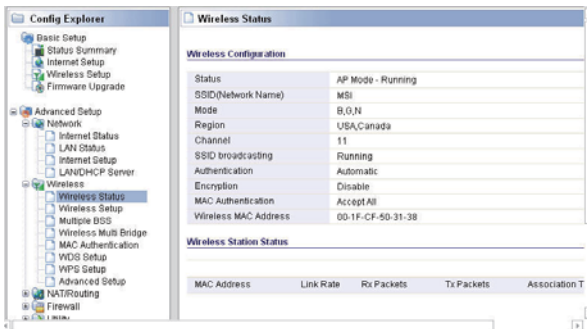 Config Explorer
Basic Setup
Status Summary
Internet Setup
Wireless Setup
Firmware Upgrade
Advanced Setup
Network
Internet Status
LAN Status
Internet Setup
LAN/DHCP Server
Wireless
Wireless Status
Wireless Setup
Multiple BSS
Wireless Multi Bridge
MAC Authentication
WDS Setup
WPS Setup
Advanced Setup
NAT/Routing
Firewall
Utility
Wireless Status
Wireless Configuration
Status AP Mode - Running
SSID(Network Name) MSI
Mode B,G,N
Region USA,Canada
Channel 11
SSID broadcasting Running
Authentication Automatic
Encryption Disable
MAC Authentication Accept All
Wireless MAC Address 00-1F-CF-50-31-38
Wireless Station Status
MAC Address Link Rate Rx Packets Tx Packets Association T